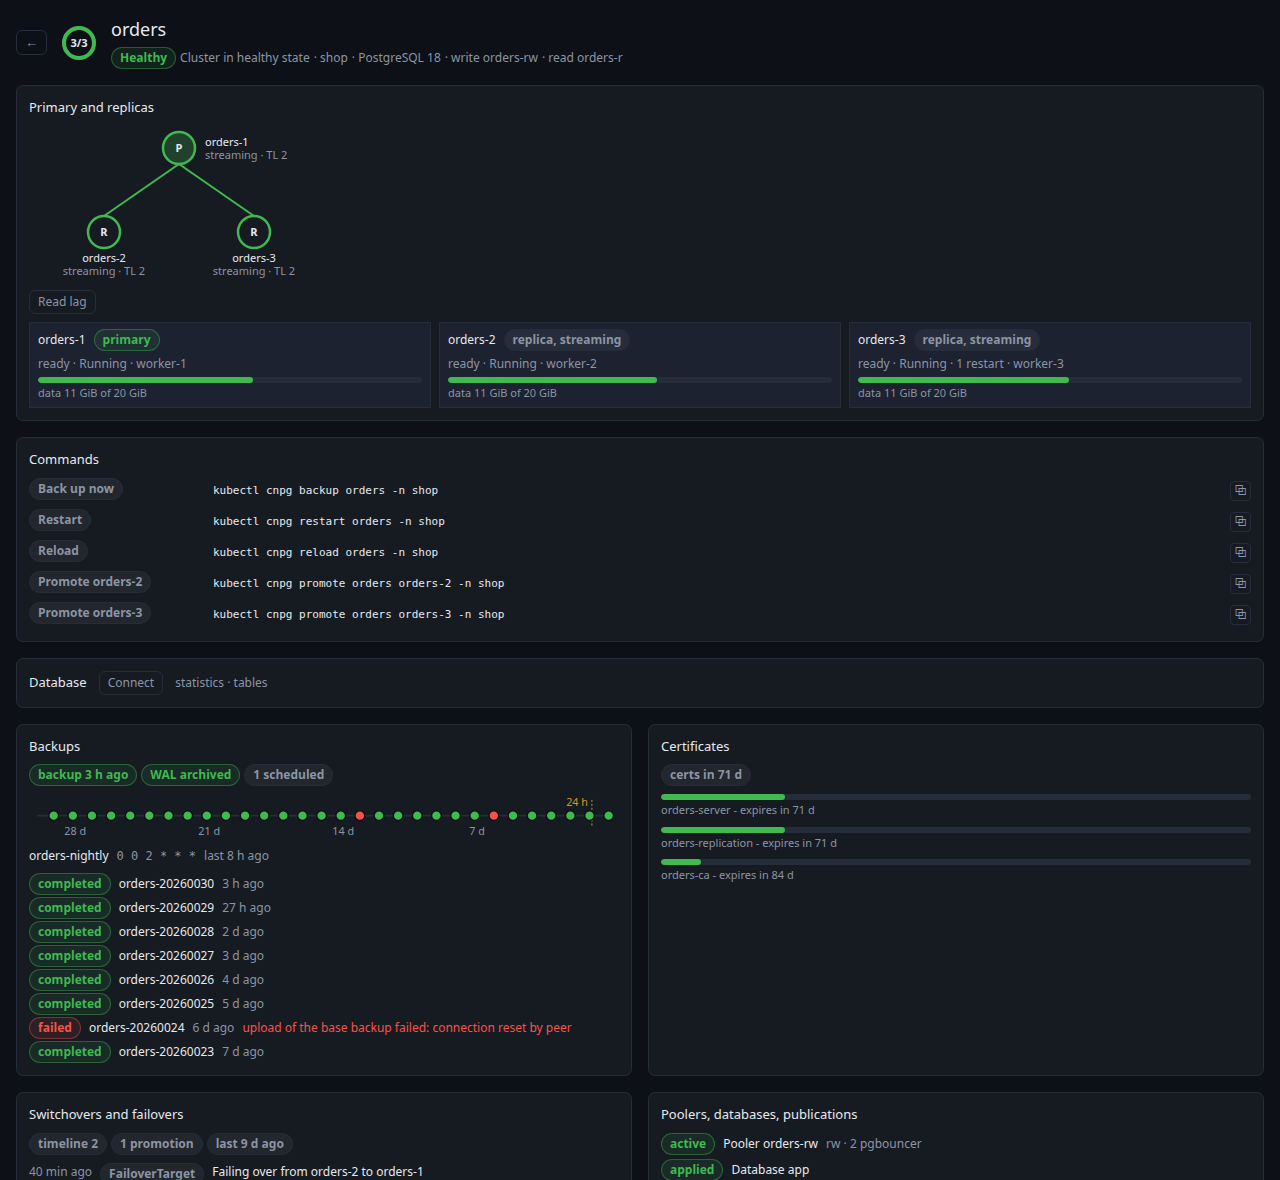 ←
3/3
orders
Healthy Cluster in healthy state · shop · PostgreSQL 18 · write orders-rw · read orders-r
Primary and replicas
P
orders-1
streaming · TL 2
R
R
orders-2
streaming · TL 2
orders-3
streaming · TL 2
Read lag
orders-1 primary
ready · Running · worker-1
data 11 GiB of 20 GiB
orders-2 replica, streaming
ready · Running · worker-2
data 11 GiB of 20 GiB
orders-3 replica, streaming
ready · Running · 1 restart · worker-3
data 11 GiB of 20 GiB
Commands
Back up now kubectl cnpg backup orders -n shop
Restart kubectl cnpg restart orders -n shop
Reload kubectl cnpg reload orders -n shop
Promote orders-2 kubectl cnpg promote orders orders-2 -n shop
Promote orders-3 kubectl cnpg promote orders orders-3 -n shop
Database Connect statistics · tables
Backups
backup 3 h ago WAL archived 1 scheduled
24 h
28 d 21 d 14 d 7 d
orders-nightly 0 0 2 * * * last 8 h ago
completed orders-20260030 3 h ago
completed orders-20260029 27 h ago
completed orders-20260028 2 d ago
completed orders-20260027 3 d ago
completed orders-20260026 4 d ago
completed orders-20260025 5 d ago
failed orders-20260024 6 d ago upload of the base backup failed: connection reset by peer
completed orders-20260023 7 d ago
Certificates
certs in 71 d
orders-server - expires in 71 d
orders-replication - expires in 71 d
orders-ca - expires in 84 d
Switchovers and failovers
timeline 2 1 promotion last 9 d ago
40 min ago FailoverTarget Failing over from orders-2 to orders-1
Poolers, databases, publications
active Pooler orders-rw rw · 2 pgbouncer
applied Database app